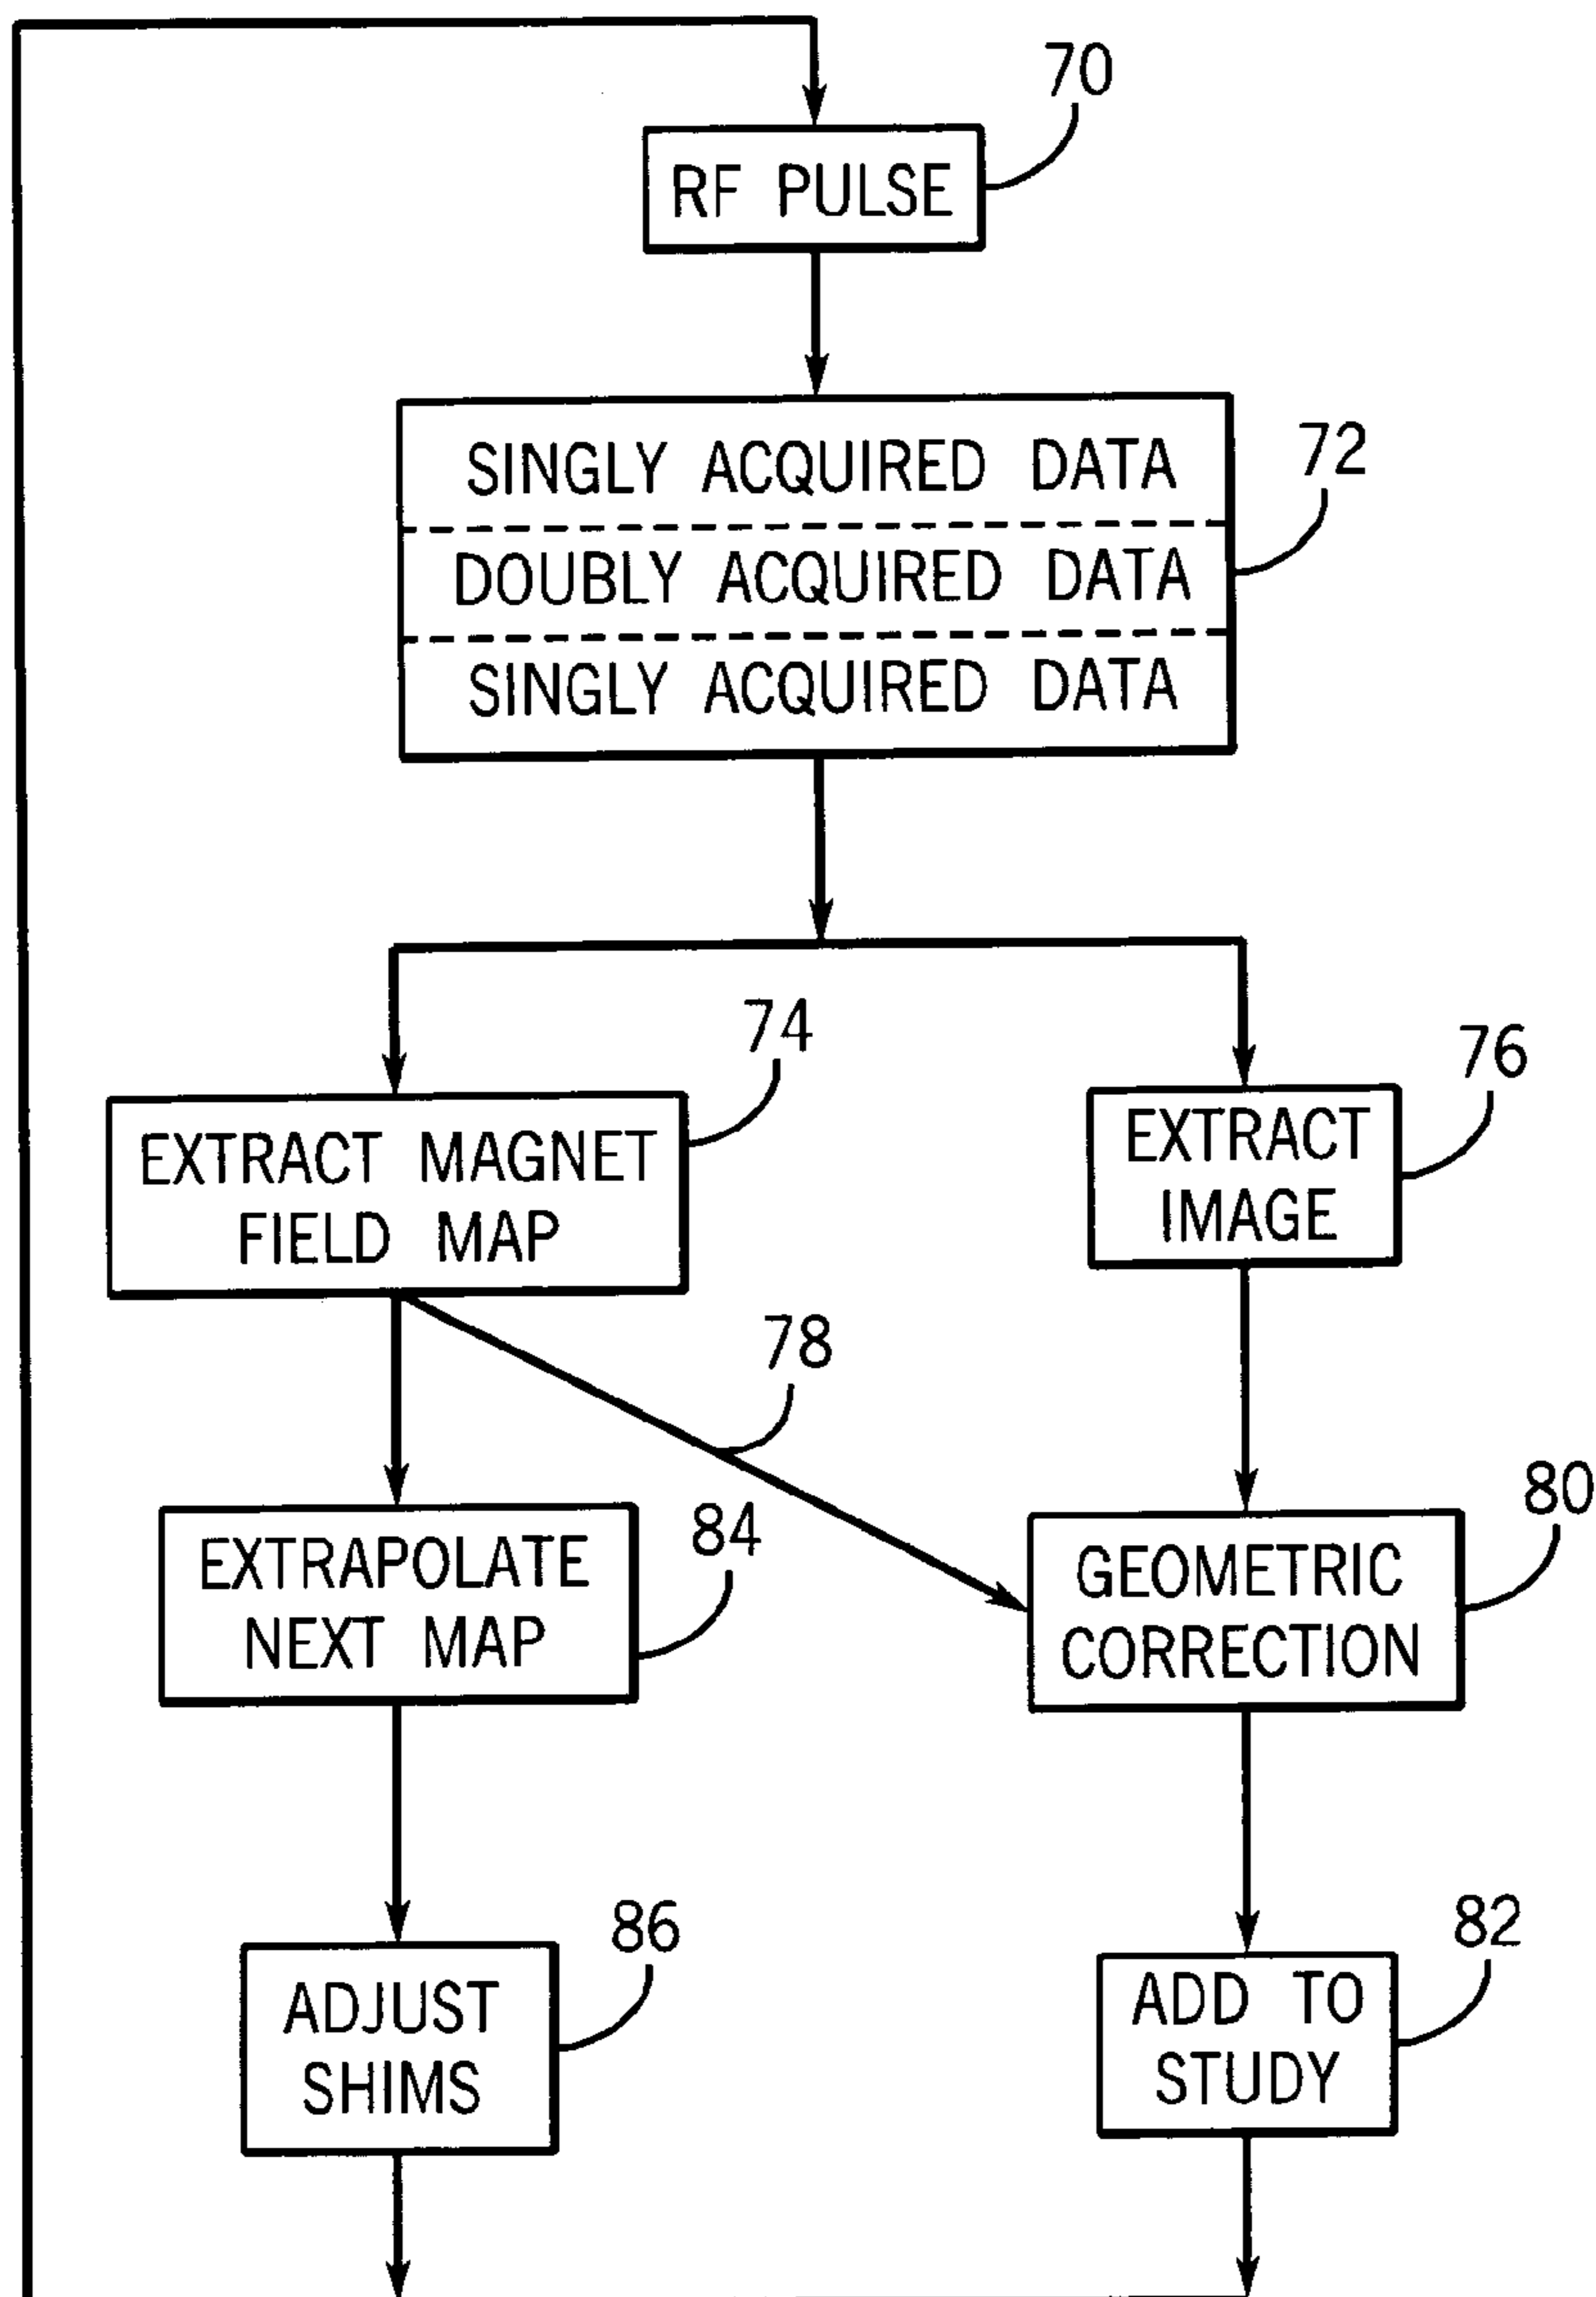 70
RF PULSE
SINGLY ACQUIRED DATA
72
DOUBLY ACQUIRED DATA
SINGLY ACQUIRED DATA
74
76
EXTRACT MAGNET
FIELD MAP
EXTRACT
IMAGE
78
80
84
EXTRAPOLATE
NEXT MAP
GEOMETRIC
CORRECTION
86
82
ADJUST
SHIMS
ADD TO
STUDY